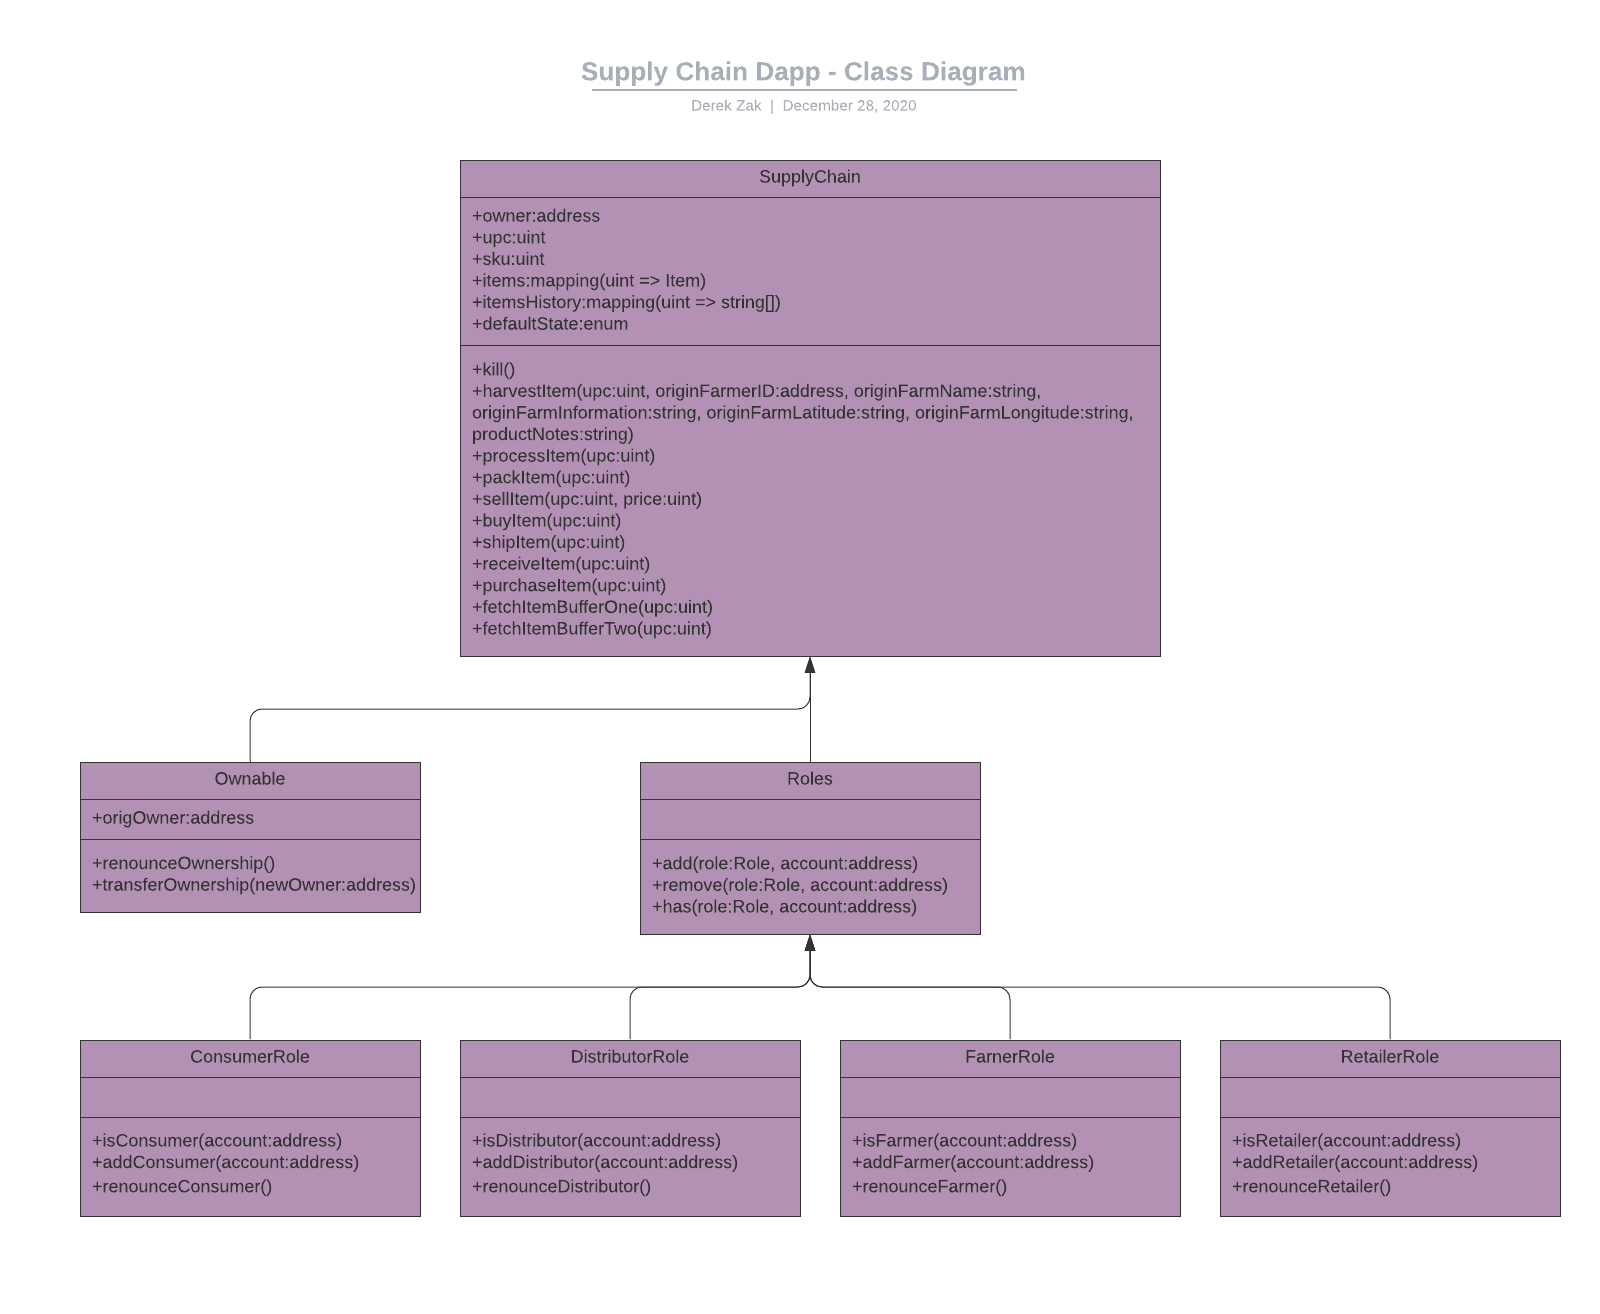 Supply Chain Dapp - Class Diagram
Derek Zak | December 28, 2020
SupplyChain
+owner:address
+upc:uint
+sku:uint
+items:mapping(uint => Item)
+itemsHistory:mapping(uint => string[])
+defaultState:enum
+kill()
+harvestItem(upc:uint, originFarmerID:address, originFarmName:string,
originFarmInformation:string, originFarmLatitude:string, originFarmLongitude:string,
productNotes:string)
+processItem(upc:uint)
+packItem(upc:uint)
+sellItem(upc:uint, price:uint)
+buyItem(upc:uint)
+shipItem(upc:uint)
+receiveItem(upc:uint)
+purchaseItem(upc:uint)
+fetchItemBufferOne(upc:uint)
+fetchItemBufferTwo(upc:uint)
Ownable
+origOwner:address
+renounceOwnership()
+transferOwnership(newOwner:address)
Roles
+add(role:Role, account:address)
+remove(role:Role, account:address)
+has(role:Role, account:address)
ConsumerRole
+isConsumer(account:address)
+addConsumer(account:address)
+renounceConsumer()
DistributorRole
+isDistributor(account:address)
+addDistributor(account:address)
+renounceDistributor()
FarnerRole
+isFarmer(account:address)
+addFarmer(account:address)
+renounceFarmer()
RetailerRole
+isRetailer(account:address)
+addRetailer(account:address)
+renounceRetailer()